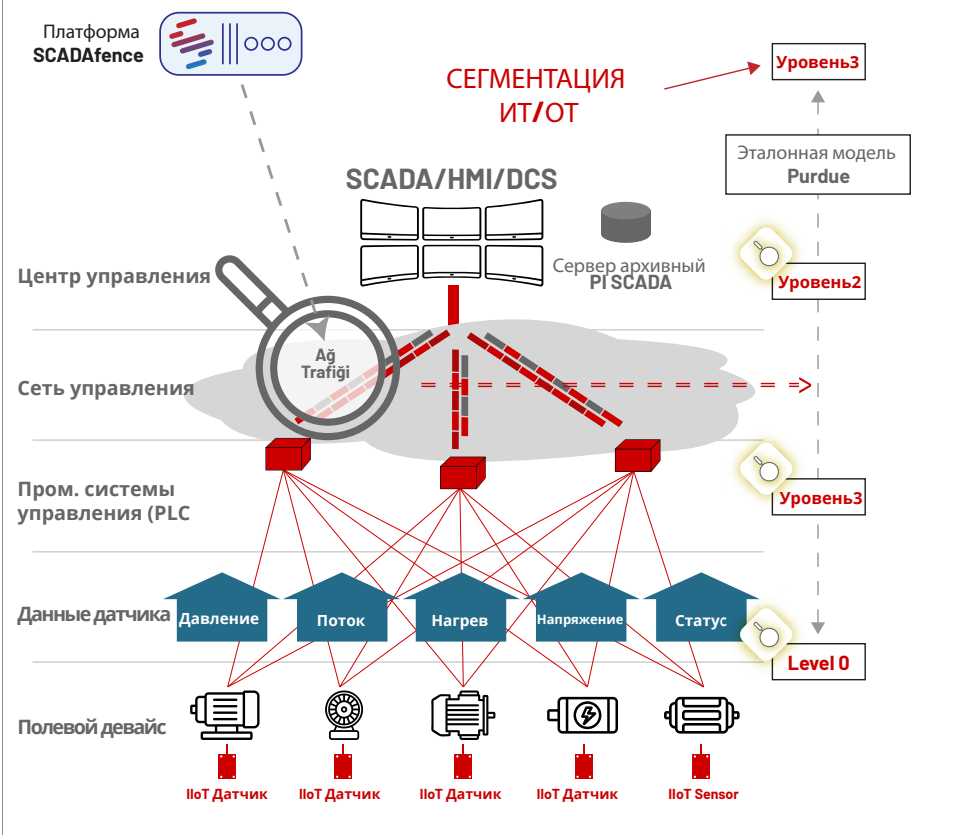 Платформа
SCADAfence
СЕГМЕНТАЦИЯ
ИТ/ОТ
Уровень3
Эталонная модель
Purdue
SCADA/HMI/DCS
Сервер архивный
PI SCADA
Центр управления
Уровень2
Ağ
Trafiği
Сеть управления
Пром. системы
управления (PLC
Уровень3
Данные датчика
Давление
Поток
Нагрев
Напряжение
Статус
Level 0
Полевой девайс
IIoT Датчик
IIoT Датчик
IIoT Датчик
IIoT Датчик
IIoT Sensor